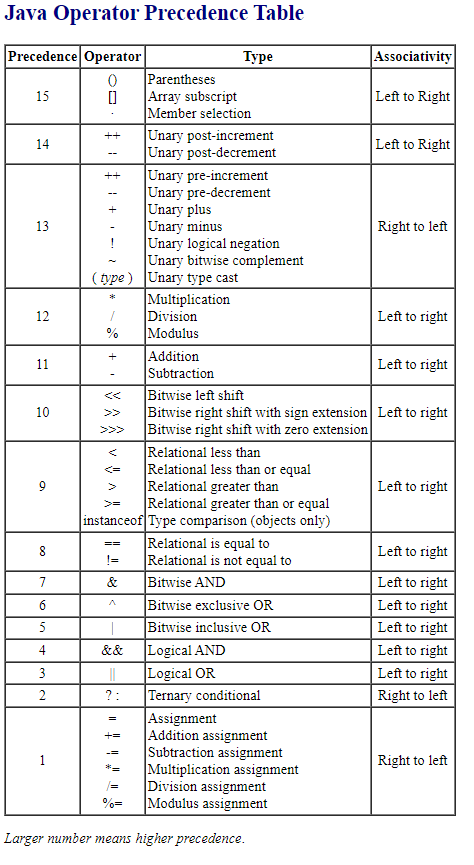 Java Operator Precedence Table
Precedence Operator Type Associativity
15 () Parentheses Left to Right
[] Array subscript
· Member selection
14 ++ Unary post-increment Left to Right
-- Unary post-decrement
13 ++ Unary pre-increment Right to left
-- Unary pre-decrement
+ Unary plus
- Unary minus
! Unary logical negation
~ Unary bitwise complement
( type ) Unary type cast
12 * Multiplication Left to right
/ Division
% Modulus
11 + Addition Left to right
- Subtraction
10 << Bitwise left shift Left to right
>> Bitwise right shift with sign extension
>>> Bitwise right shift with zero extension
9 < Relational less than Left to right
<= Relational less than or equal
> Relational greater than
>= Relational greater than or equal
instanceof Type comparison (objects only)
8 == Relational is equal to Left to right
!= Relational is not equal to
7 & Bitwise AND Left to right
6 ^ Bitwise exclusive OR Left to right
5 | Bitwise inclusive OR Left to right
4 && Logical AND Left to right
3 || Logical OR Left to right
2 ? : Ternary conditional Right to left
1 = Assignment Right to left
+= Addition assignment
-= Subtraction assignment
*= Multiplication assignment
/= Division assignment
%= Modulus assignment
Larger number means higher precedence.